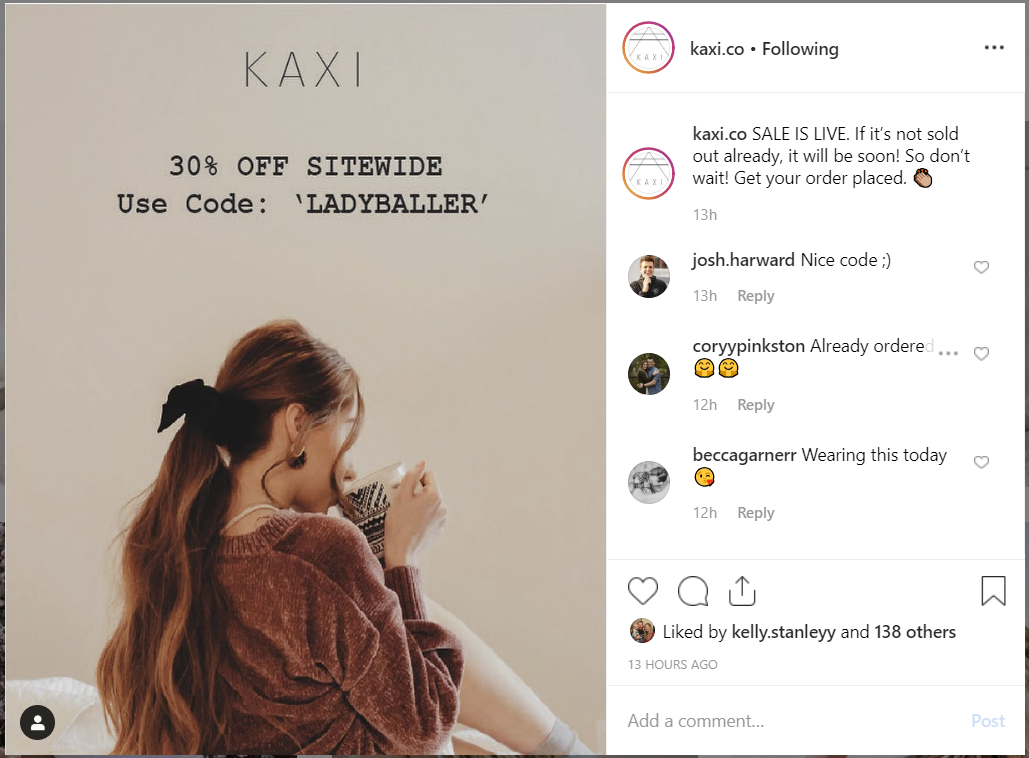 KAXI
30% OFF SITEWIDE
Use Code: ‘LADYBALLER’
KAXI
kaxi.co • Following
KAXI
kaxi.co SALE IS LIVE. If it’s not sold
out already, it will be soon! So don’t
wait! Get your order placed. 👏🏽
13h
josh.harward Nice code ;)
13h Reply
coryypinkston Already ordered
🤗🤗
12h Reply
beccagarnerr Wearing this today
😘
12h Reply
Liked by kelly.stanleyy and 138 others
13 HOURS AGO
Add a comment...
Post